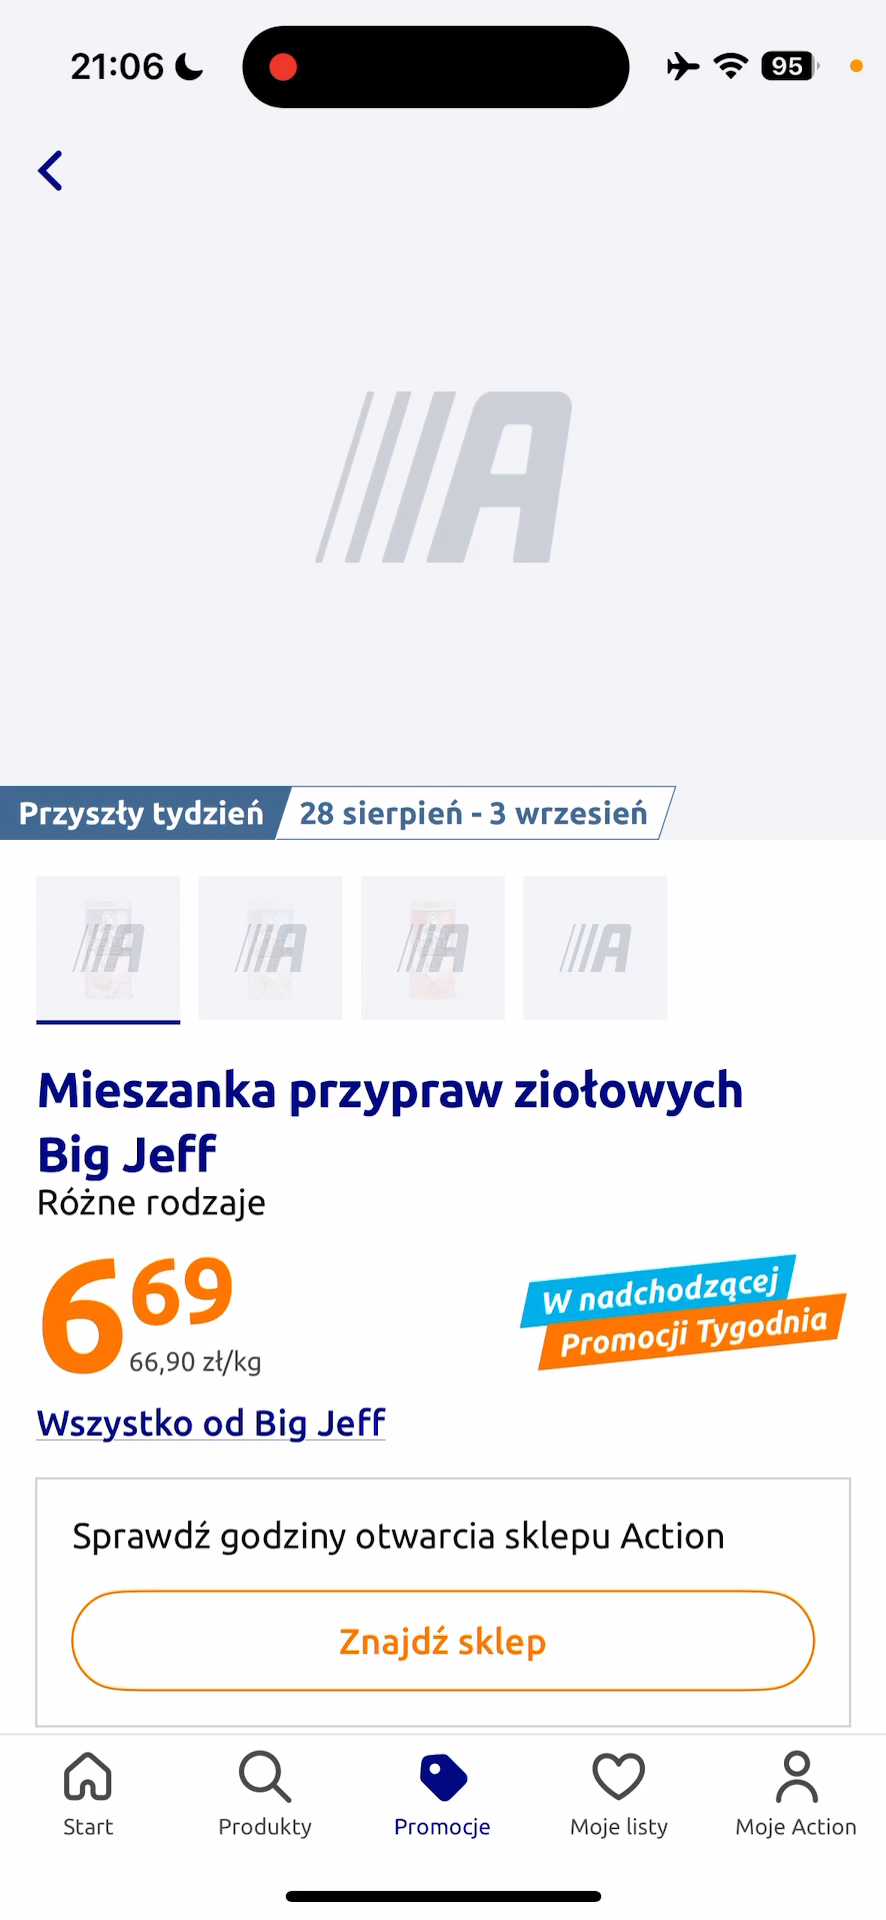 21:06
95
A
Przyszły tydzień 28 sierpień - 3 wrzesień
Mieszanka przypraw ziołowych
Big Jeff
Różne rodzaje
6 69
66,90 zł/kg
W nadchodzącej
Promocji Tygodnia
Wszystko od Big Jeff
Sprawdź godziny otwarcia sklepu Action
Znajdź sklep
Start Produkty Promocje Moje listy Moje Action